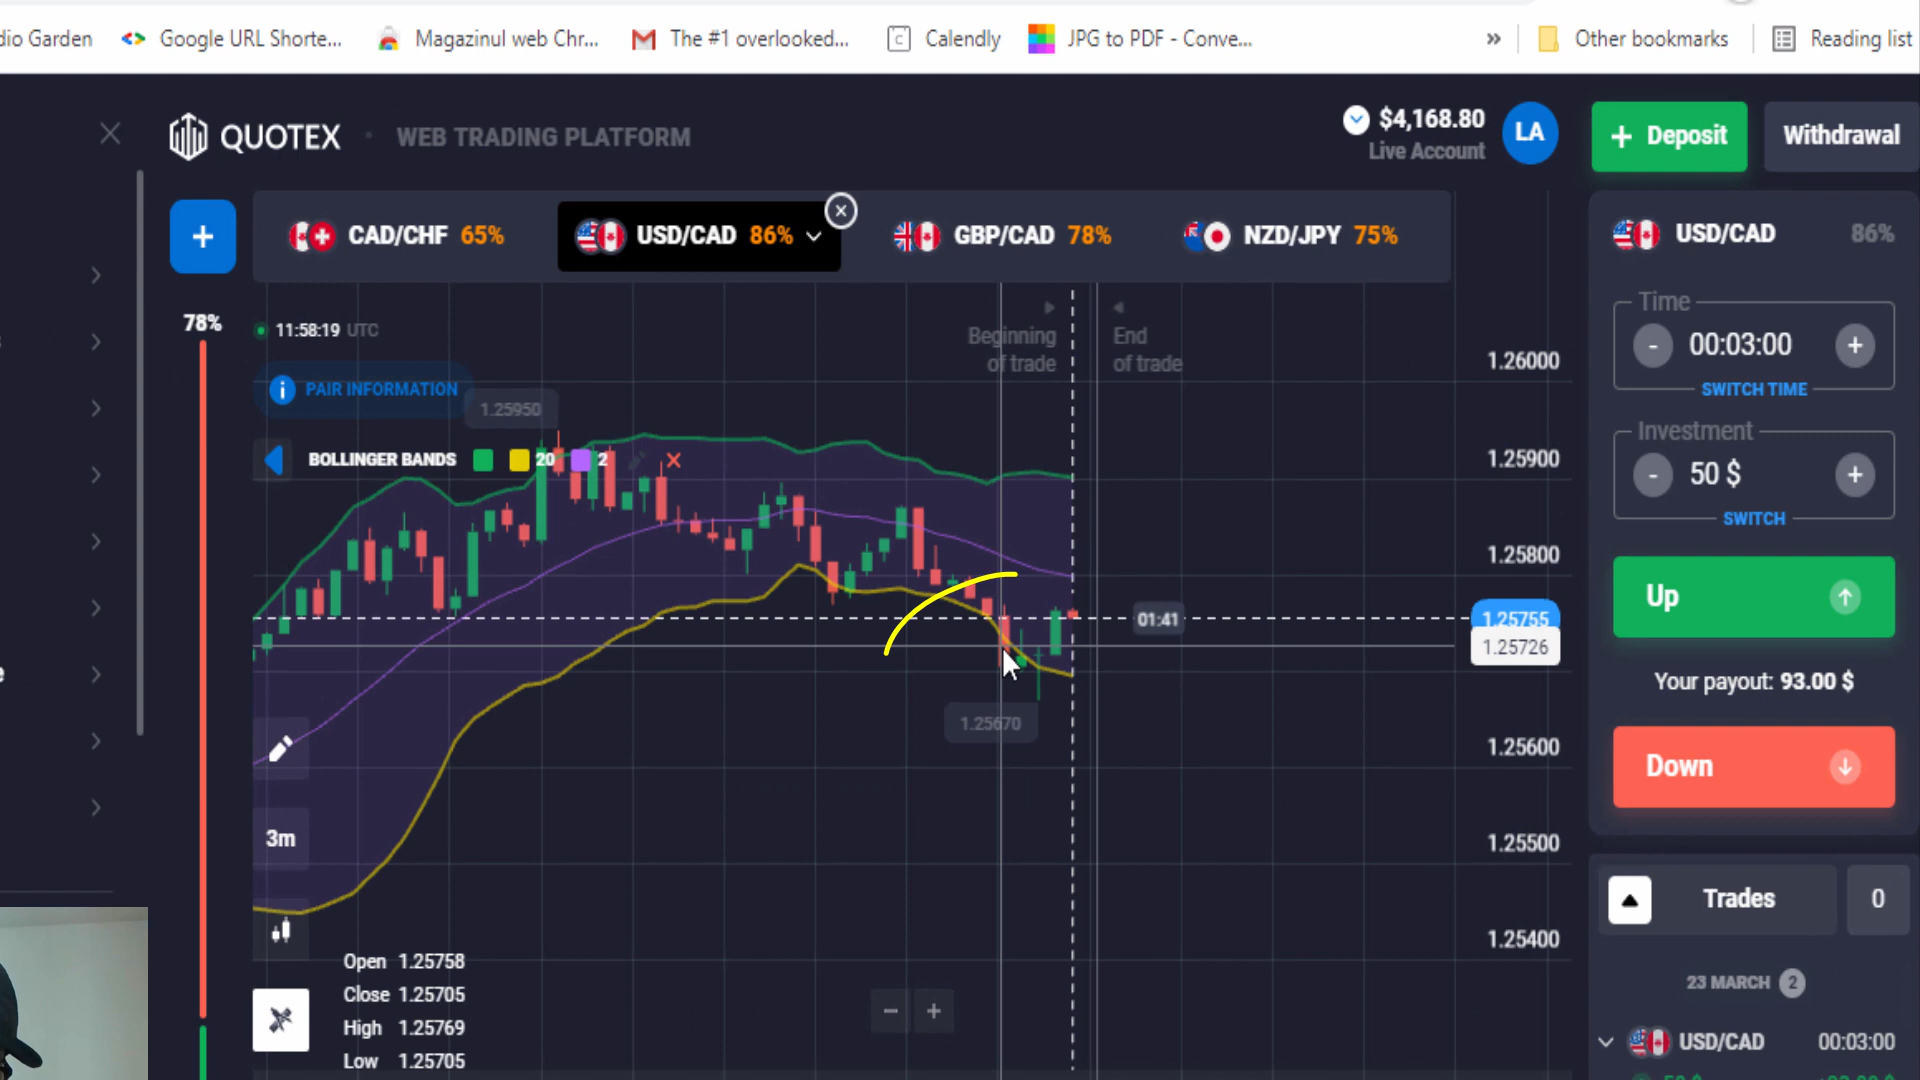 dio Garden
Google URL Shorte...
Magazinul web Chr...
The #1 overlooked...
Calendly
JPG to PDF - Conve...
Other bookmarks
Reading list
QUOTEX
WEB TRADING PLATFORM
$4,168.80
Live Account
LA
+ Deposit
Withdrawal
+
CAD/CHF 65%
USD/CAD 86%
GBP/CAD 78%
NZD/JPY 75%
USD/CAD 86%
78%
11:58:19 UTC
Beginning
of trade
End
of trade
PAIR INFORMATION
1.25950
BOLLINGER BANDS 20 2
1.26000
1.25900
1.25800
1.25755
1.25726
1.25600
1.25500
1.25400
01:41
1.25670
3m
Open 1.25758
Close 1.25705
High 1.25769
Low 1.25705
- +
Time
- 00:03:00 +
SWITCH TIME
Investment
- 50 $ +
SWITCH
Up
Your payout: 93.00 $
Down
Trades 0
23 MARCH 2
USD/CAD 00:03:00